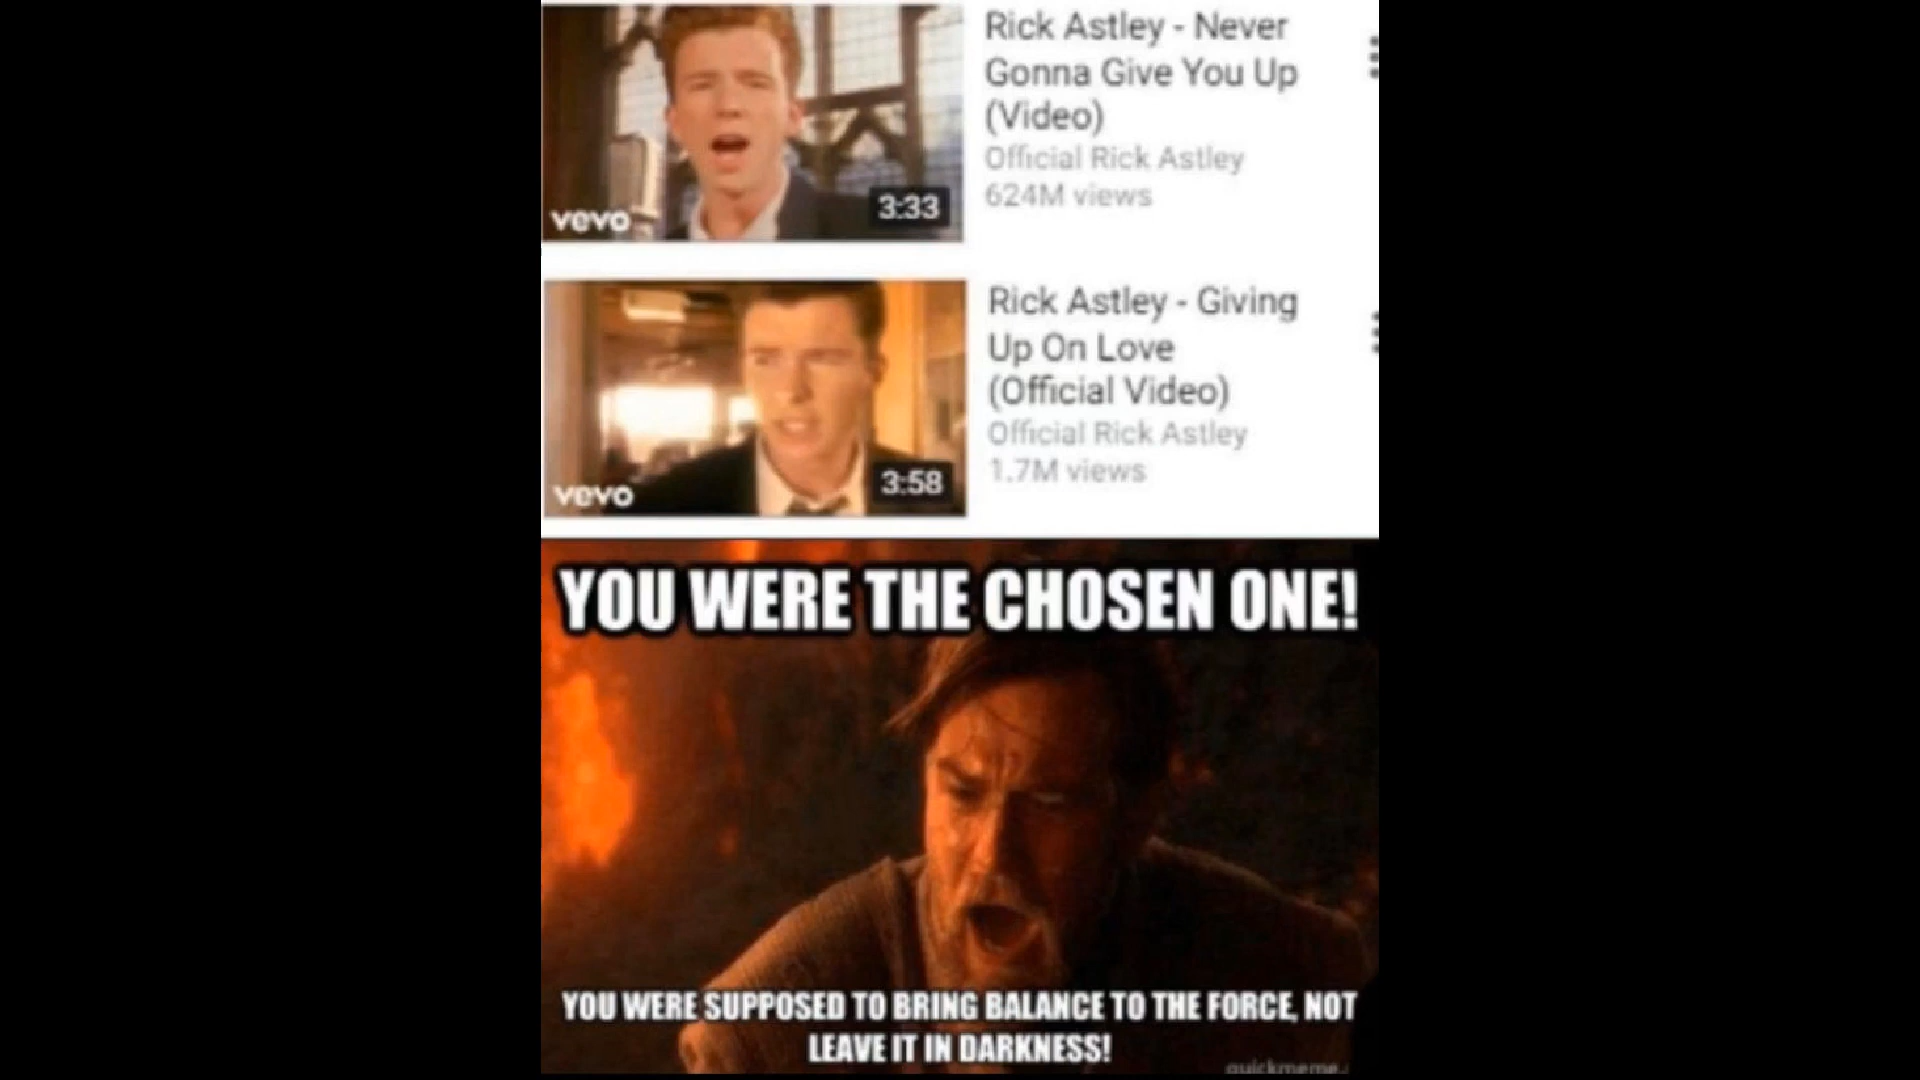 Rick Astley - Never
Gonna Give You Up
(Video)
Official Rick Astley
624M views
3:33
vevo
Rick Astley - Giving
Up On Love
(Official Video)
Official Rick Astley
1.7M views
3:58
vevo
YOU WERE THE CHOSEN ONE!
YOU WERE SUPPOSED TO BRING BALANCE TO THE FORCE, NOT
LEAVE IT IN DARKNESS!
quickmeme.